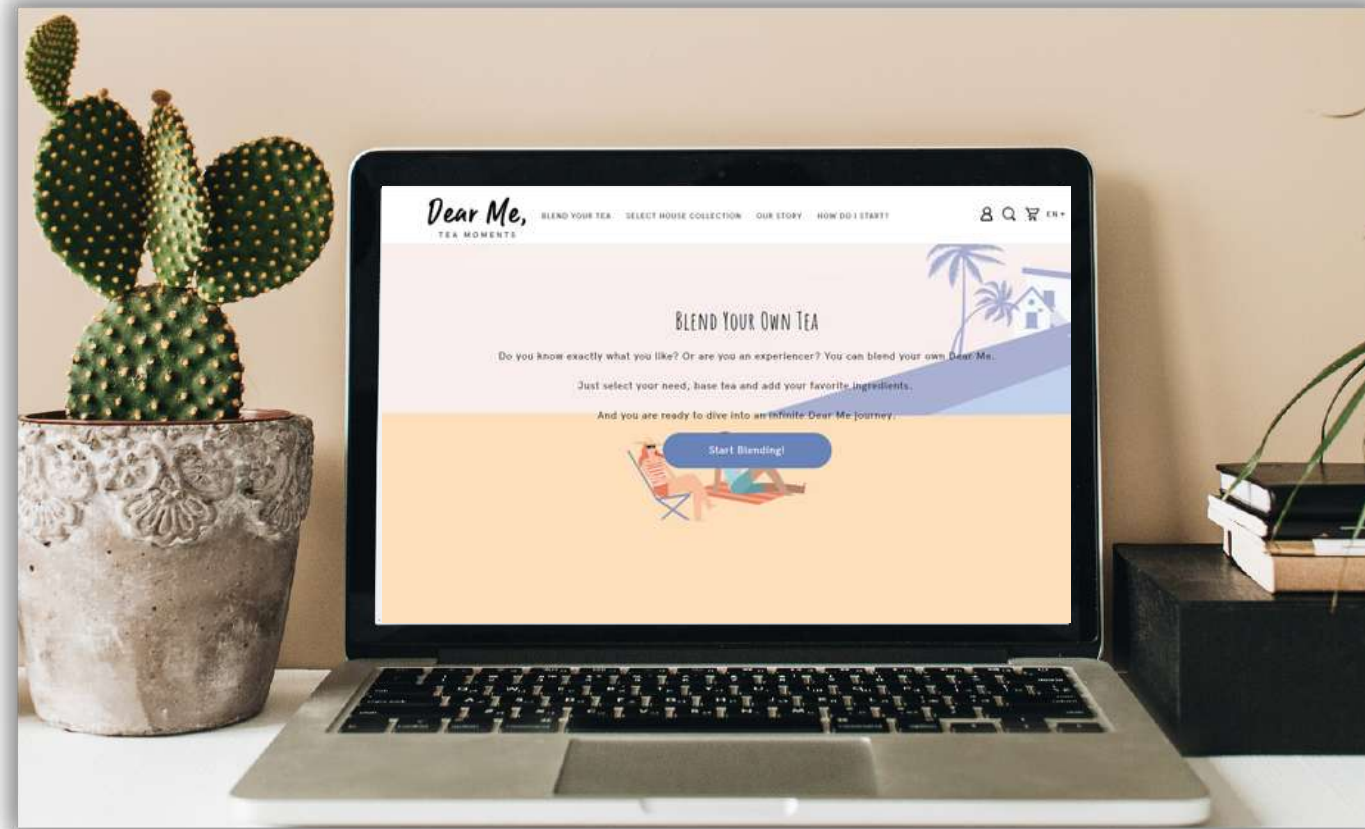 Dear Me,
TEA MOMENTS
BLEND YOUR TEA SELECT HOUSE COLLECTION OUR STORY HOW DO I START?
EN
BLEND YOUR OWN TEA
Do you know exactly what you like? Or are you an experiencer? You can blend your own Dear Me.
Just select your need, base tea and add your favorite ingredients.
And you are ready to dive into an infinite Dear Me journey.
Start Blending!